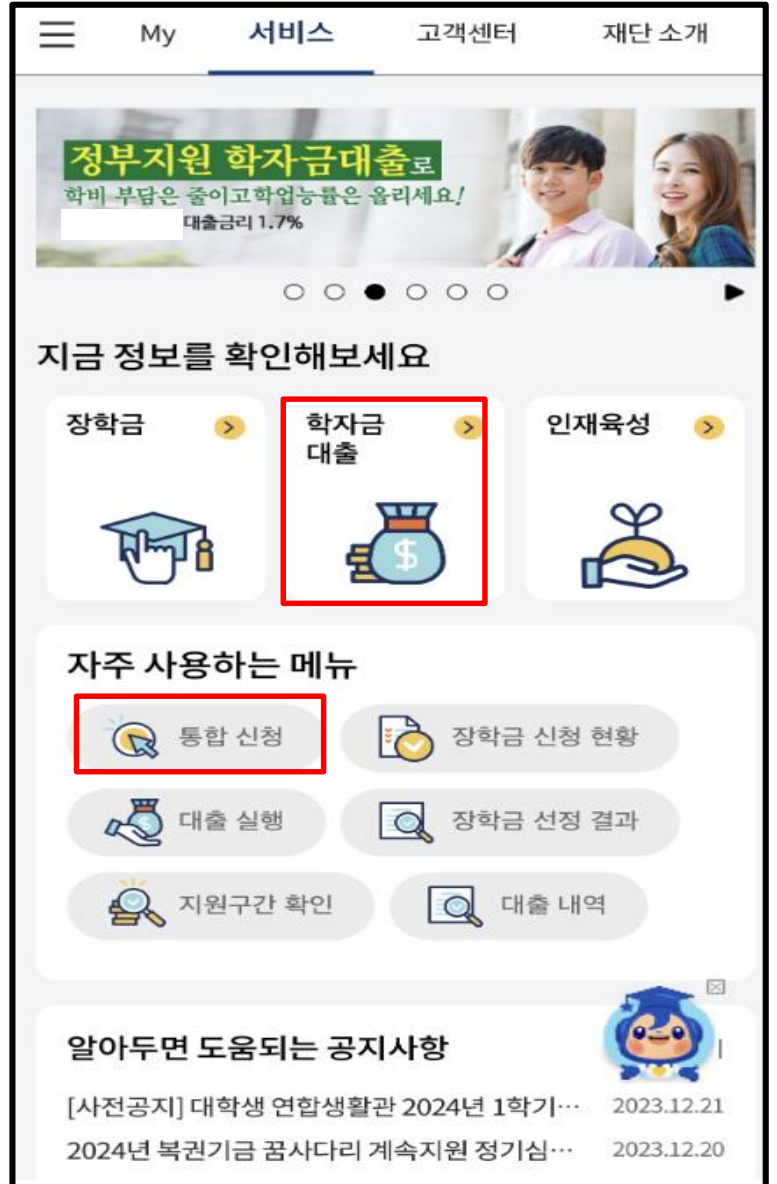 My 서비스 고객센터 재단 소개
정부지원 학자금대출로
학비 부담은 줄이고학업능률은 올리세요!
대출금리 1.7%
지금 정보를 확인해보세요
장학금
학자금
대출
인재육성
$
자주 사용하는 메뉴
통합 신청
장학금 신청 현황
대출 실행
장학금 선정 결과
지원구간 확인
대출 내역
알아두면 도움되는 공지사항
[사전공지] 대학생 연합생활관 2024년 1학기… 2023.12.21
2024년 복권기금 꿈사다리 계속지원 정기심… 2023.12.20